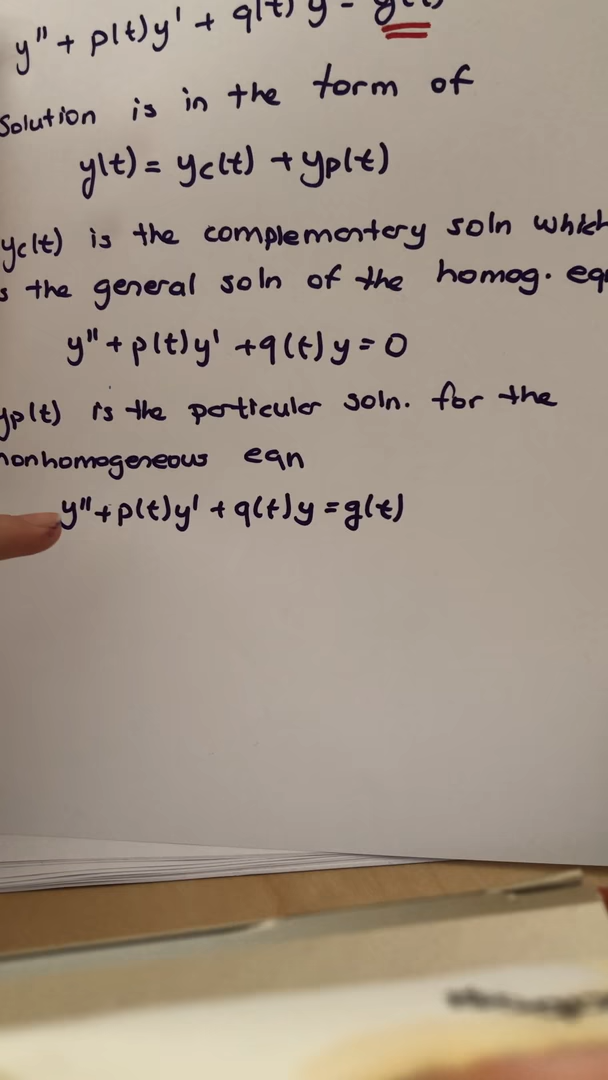 y" + p(t)y' + q(t) y = g(t)
Solution is in the form of
y(t) = yc(t) + yp(t)
yc(t) is the complementary soln which
s the general soln of the homog. eqn
y" + p(t)y' + q(t)y = 0
yp(t) is the particular soln. for the
nonhomogeneous eqn
y" + p(t)y' + q(t)y = g(t)